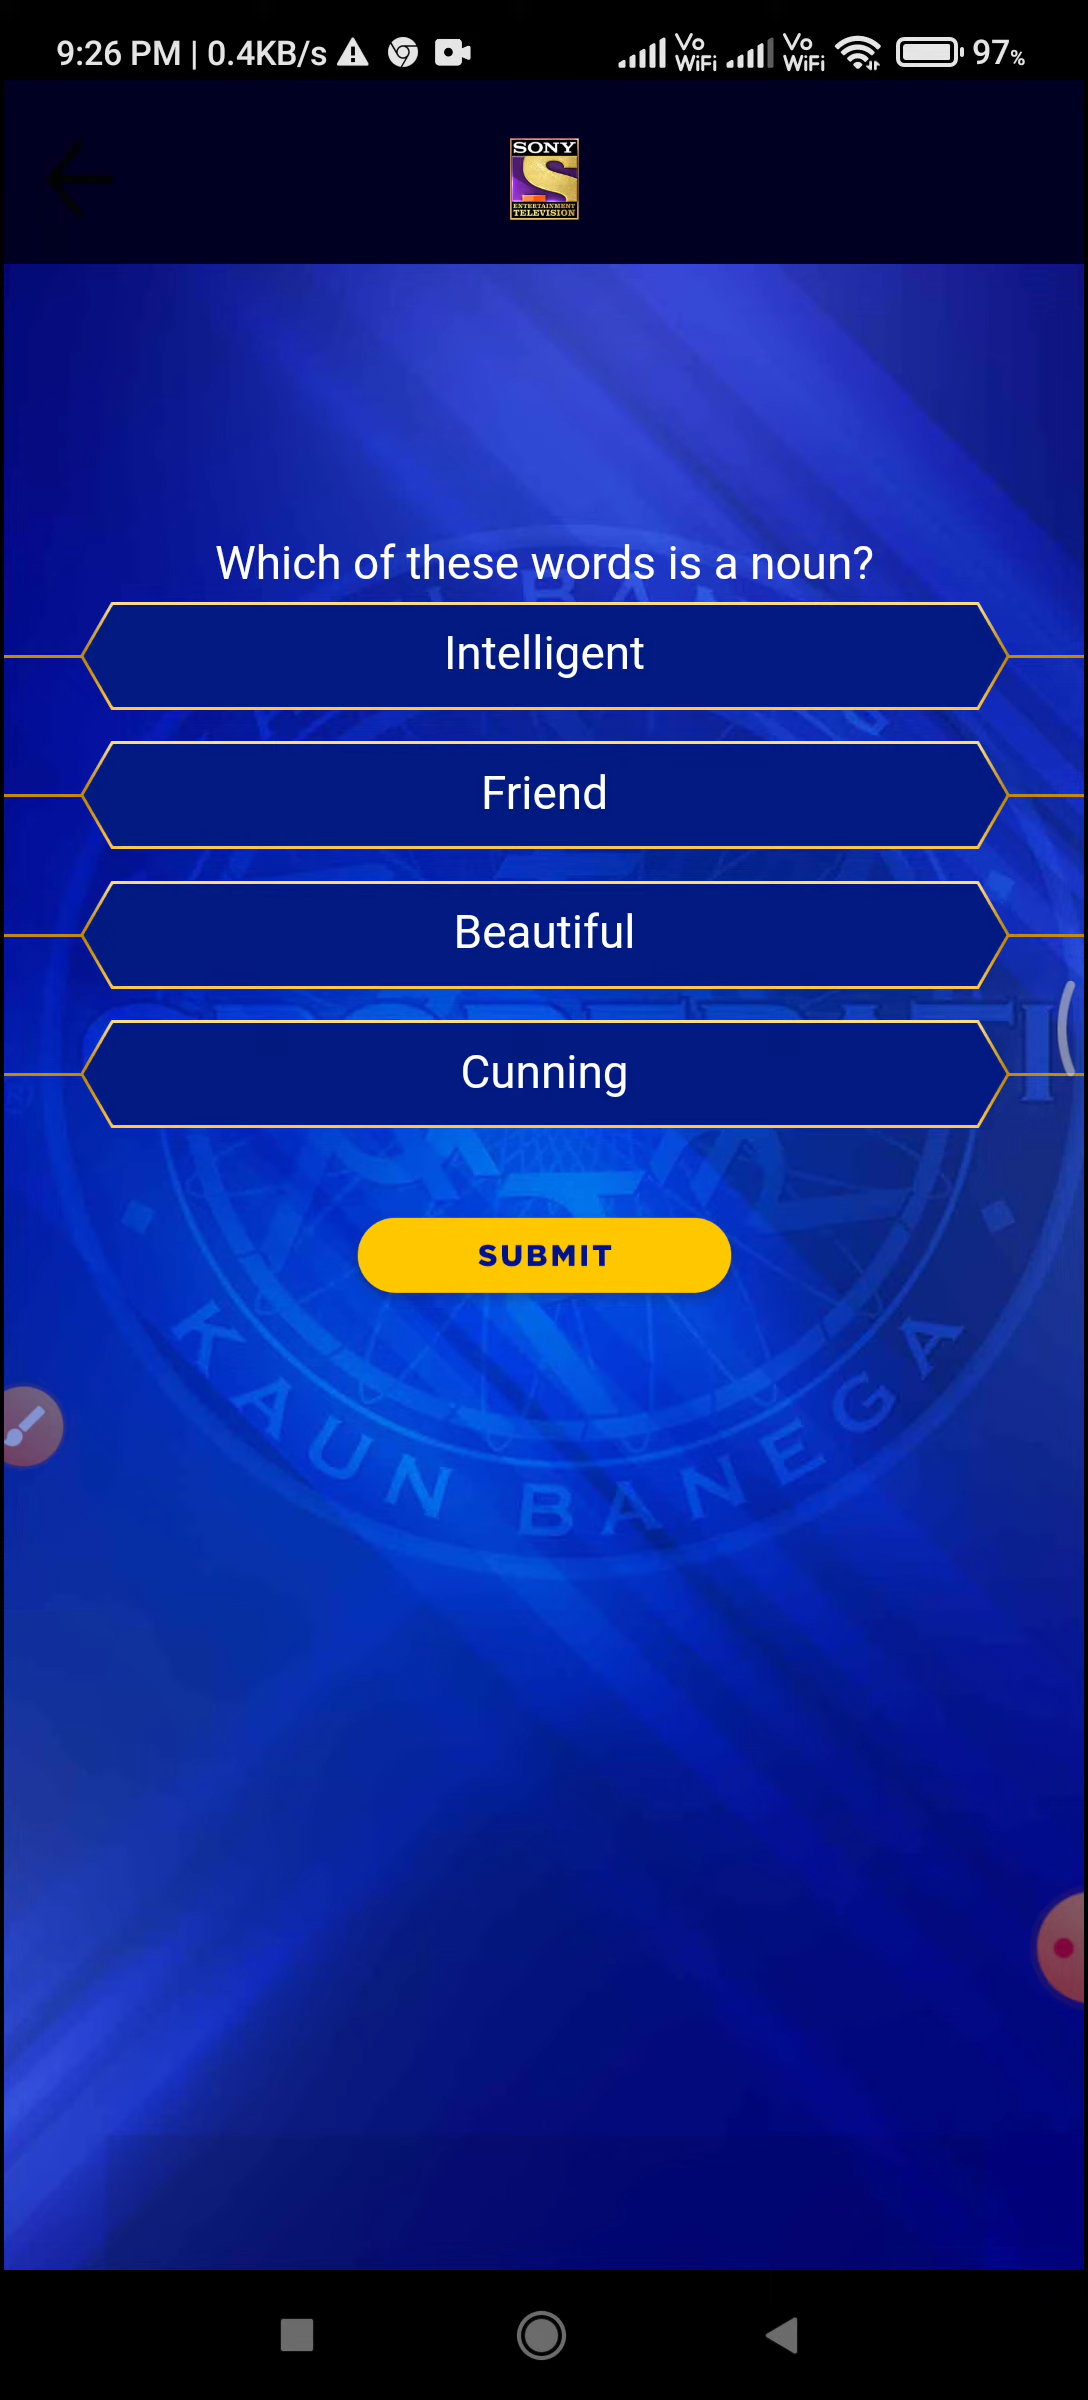 9:26 PM | 0.4KB/s Vo WiFi Vo WiFi 97%
SONY
ENTERTAINMENT
TELEVISION
Which of these words is a noun?
Intelligent
Friend
Beautiful
Cunning
SUBMIT
KAUN BANEGA